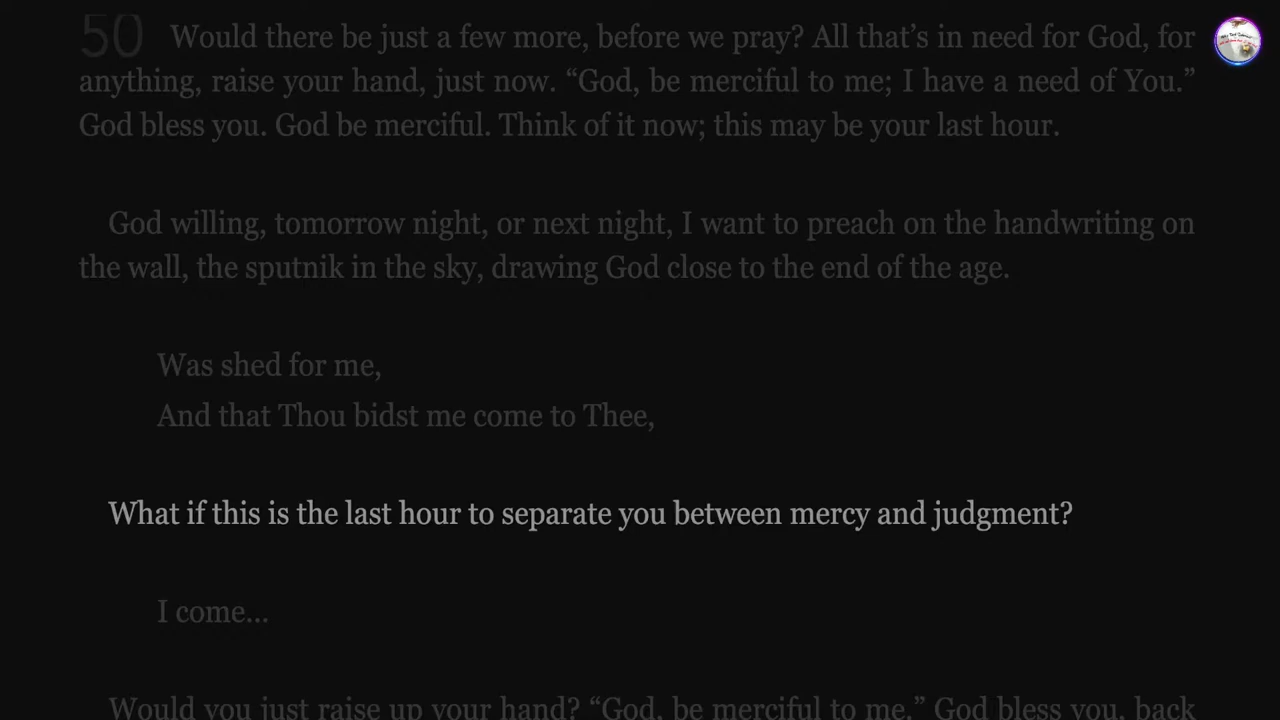 50 Would there be just a few more, before we pray? All that’s in need for God, for
anything, raise your hand, just now. “God, be merciful to me; I have a need of You.”
God bless you. God be merciful. Think of it now; this may be your last hour.
God willing, tomorrow night, or next night, I want to preach on the handwriting on
the wall, the sputnik in the sky, drawing God close to the end of the age.
Was shed for me,
And that Thou bidst me come to Thee,
What if this is the last hour to separate you between mercy and judgment?
I come...
Would you just raise up your hand? “God, be merciful to me.” God bless you, back